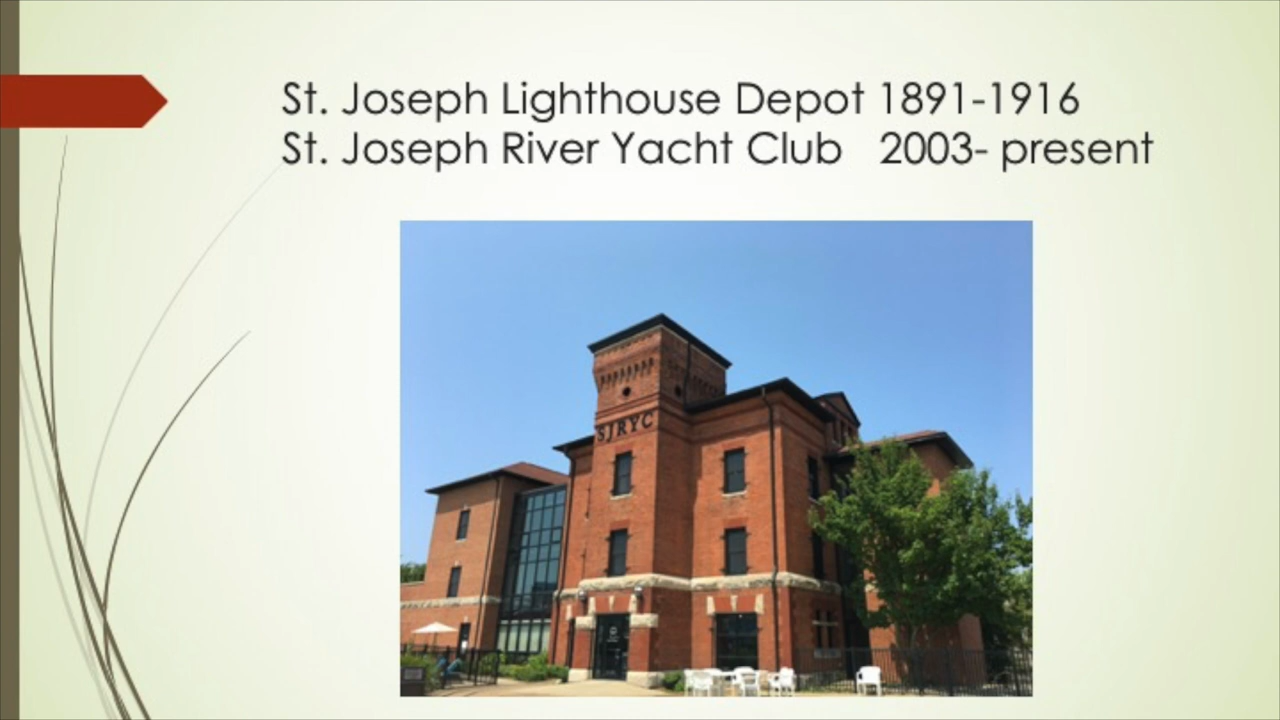 St. Joseph Lighthouse Depot 1891-1916
St. Joseph River Yacht Club 2003- present
SJRYC